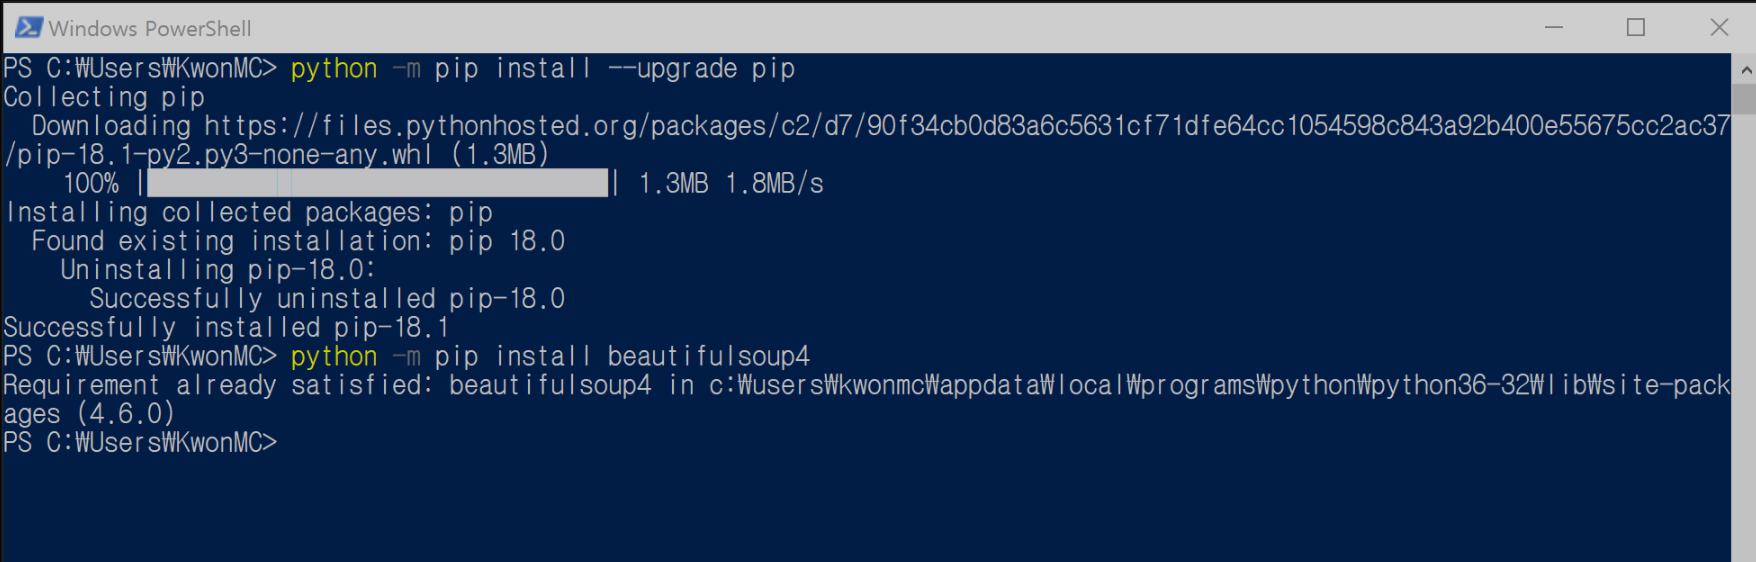 Windows PowerShell
PS C:₩Users₩KwonMC> python -m pip install --upgrade pip
Collecting pip
  Downloading https://files.pythonhosted.org/packages/c2/d7/90f34cb0d83a6c5631cf71dfe64cc1054598c843a92b400e55675cc2ac37
/pip-18.1-py2.py3-none-any.whl (1.3MB)
    100% |████████████████████████████████| 1.3MB 1.8MB/s
Installing collected packages: pip
  Found existing installation: pip 18.0
    Uninstalling pip-18.0:
      Successfully uninstalled pip-18.0
Successfully installed pip-18.1
PS C:₩Users₩KwonMC> python -m pip install beautifulsoup4
Requirement already satisfied: beautifulsoup4 in c:₩users₩kwonmc₩appdata₩local₩programs₩python₩python36-32₩lib₩site-pack
ages (4.6.0)
PS C:₩Users₩KwonMC>